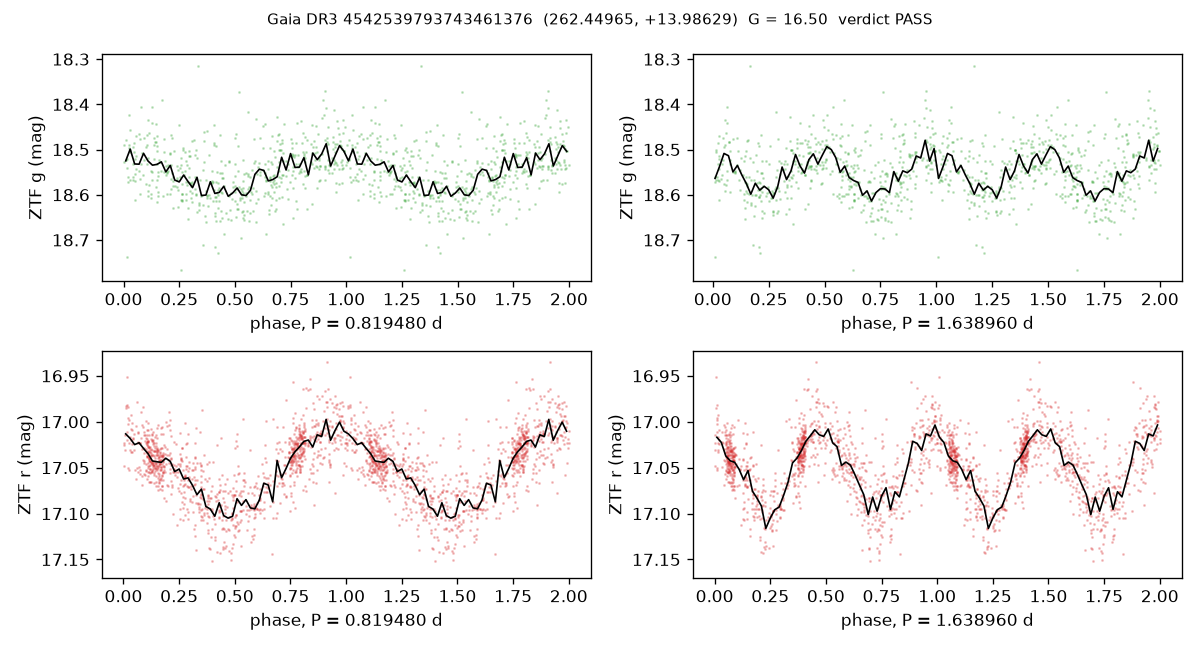 Gaia DR3 4542539793743461376 (262.44965, +13.98629) G = 16.50 verdict PASS
ZTF g (mag)
18.3
18.4
18.5
18.6
18.7
0.00 0.25 0.50 0.75 1.00 1.25 1.50 1.75 2.00
phase, P = 0.819480 d
ZTF g (mag)
18.3
18.4
18.5
18.6
18.7
0.00 0.25 0.50 0.75 1.00 1.25 1.50 1.75 2.00
phase, P = 1.638960 d
ZTF r (mag)
16.95
17.00
17.05
17.10
17.15
0.00 0.25 0.50 0.75 1.00 1.25 1.50 1.75 2.00
phase, P = 0.819480 d
ZTF r (mag)
16.95
17.00
17.05
17.10
17.15
0.00 0.25 0.50 0.75 1.00 1.25 1.50 1.75 2.00
phase, P = 1.638960 d